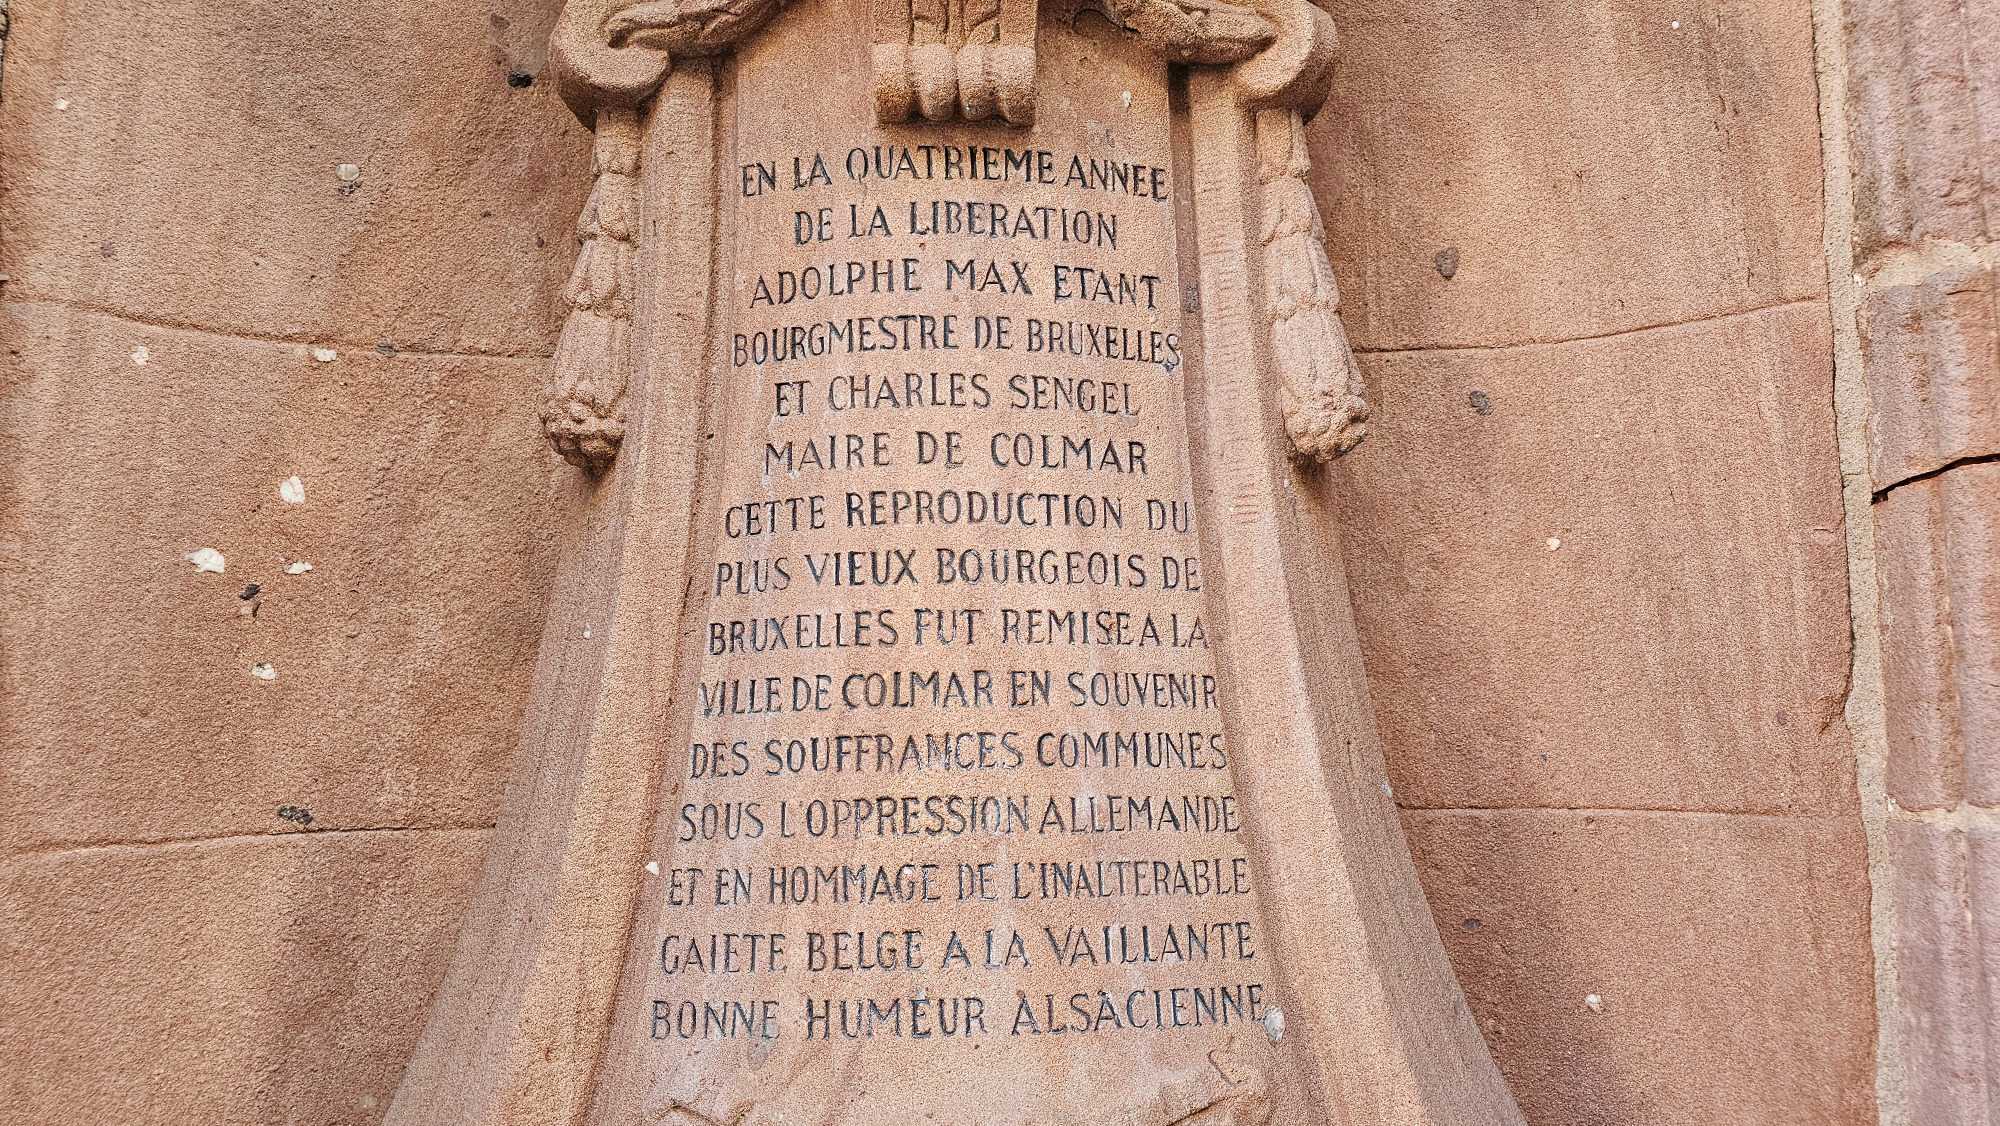 EN LA QUATRIEME ANNEE
DE LA LIBERATION
ADOLPHE MAX ETANT
BOURGMESTRE DE BRUXELLES
ET CHARLES SENGEL
MAIRE DE COLMAR
CETTE REPRODUCTION DU
PLUS VIEUX BOURGEOIS DE
BRUXELLES FUT REMISE A LA
VILLE DE COLMAR EN SOUVENIR
DES SOUFFRANCES COMMUNES
SOUS L'OPPRESSION ALLEMANDE
ET EN HOMMAGE DE L'INALTERABLE
GAIETE BELGE A LA VAILLANTE
BONNE HUMEUR ALSACIENNE